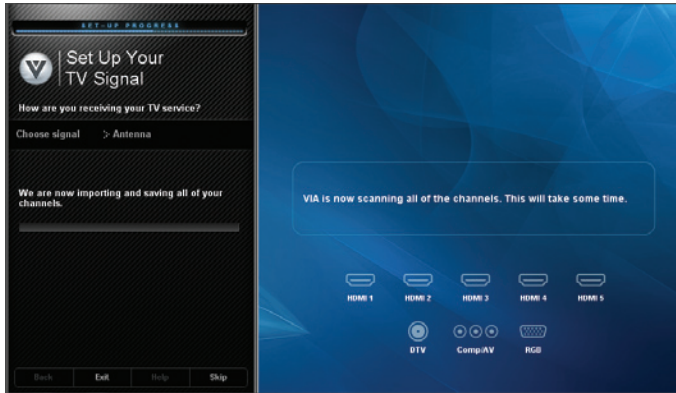 SET-UP PROGRESS
V
Set Up Your
TV Signal
How are you receiving your TV service?
Choose signal > Antenna
We are now importing and saving all of your
channels.
Back Exit Help Skip
VIA is now scanning all of the channels. This will take some time.
HDMI 1 HDMI 2 HDMI 3 HDMI 4 HDMI 5
DTV Comp/AV RGB